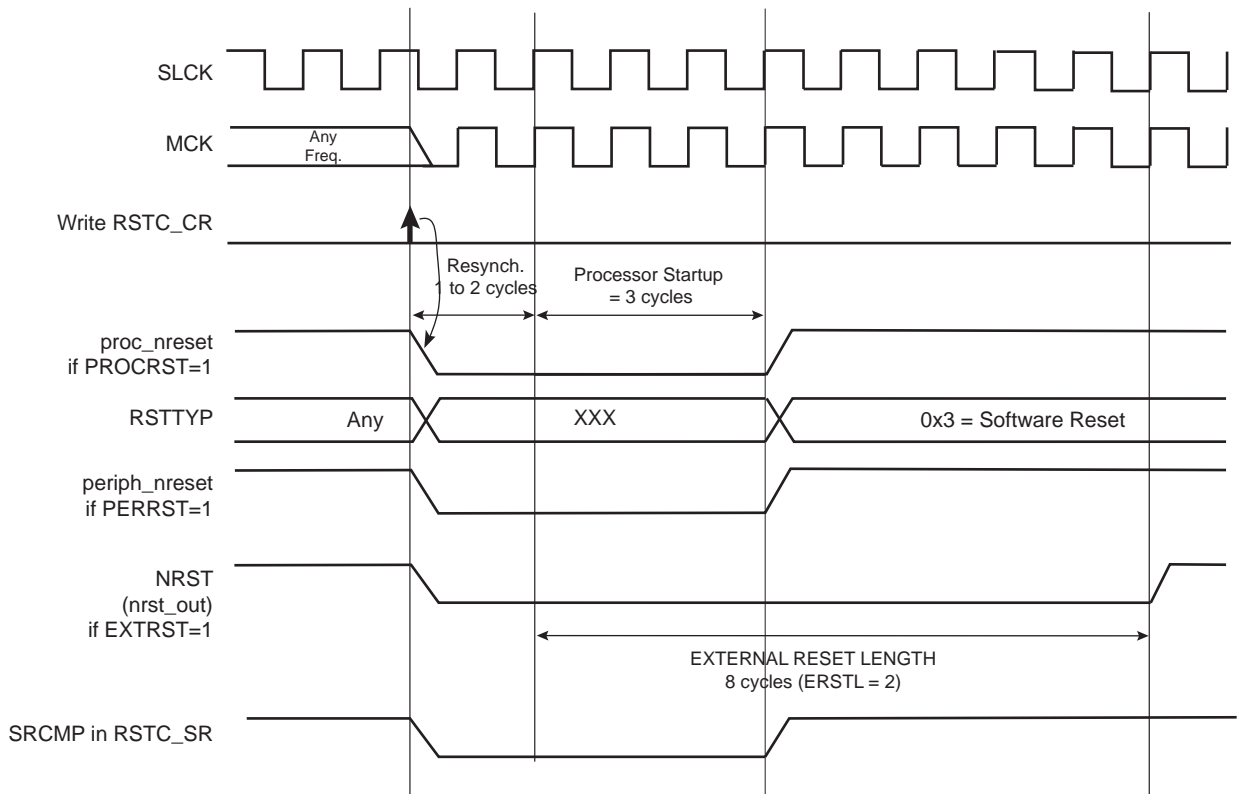 SLCK
MCK
Any
Freq.
Write RSTC_CR
Resynch.
1 to 2 cycles
Processor Startup
= 3 cycles
proc_nreset
if PROCRST=1
RSTTYP
Any
XXX
0x3 = Software Reset
periph_nreset
if PERRST=1
NRST
(nrst_out)
if EXTRST=1
EXTERNAL RESET LENGTH
8 cycles (ERSTL = 2)
SRCMP in RSTC_SR